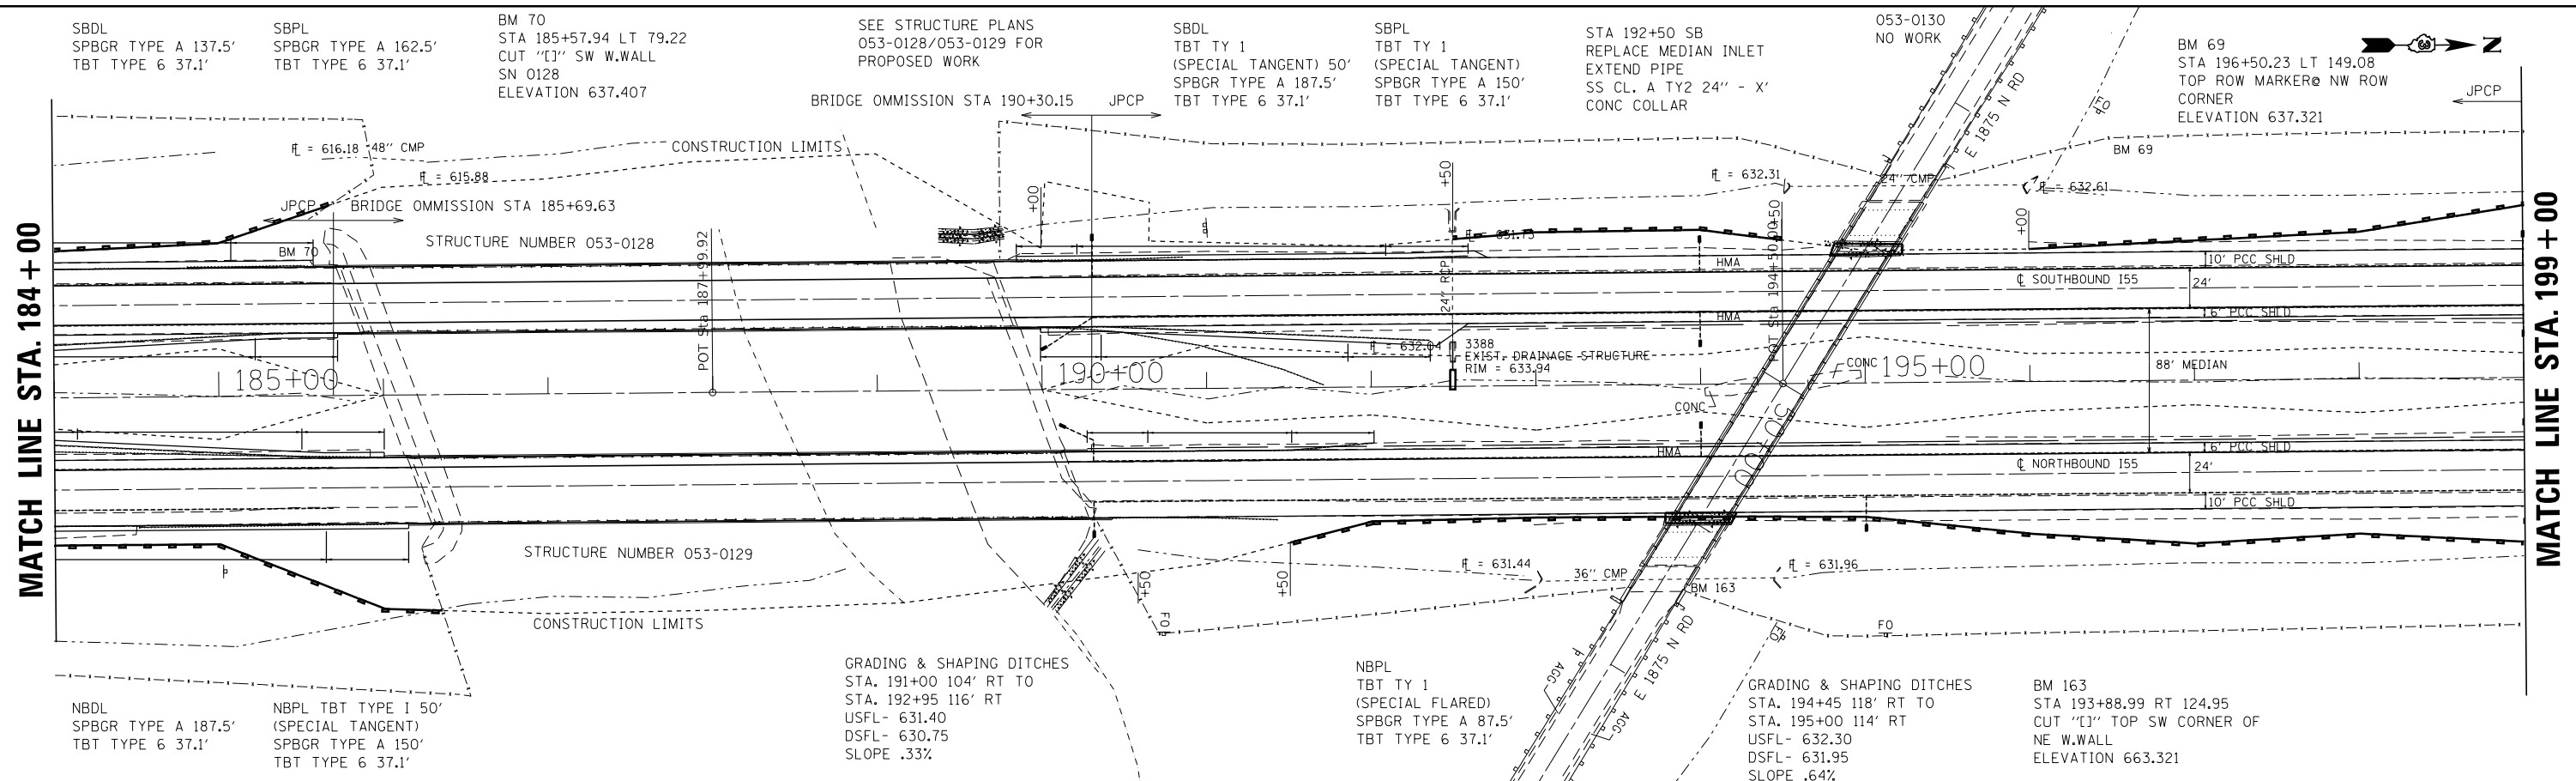 SBDL
SPBGR TYPE A 137.5'
TBT TYPE 6 37.1'
SBPL
SPBGR TYPE A 162.5'
TBT TYPE 6 37.1'
BM 70
STA 185+57.94 LT 79.22
CUT "[]" SW W.WALL
SN 0128
ELEVATION 637.407
SEE STRUCTURE PLANS
053-0128/053-0129 FOR
PROPOSED WORK
SBDL
TBT TY 1
(SPECIAL TANGENT) 50'
SPBGR TYPE A 187.5'
TBT TYPE 6 37.1'
SBPL
TBT TY 1
(SPECIAL TANGENT)
SPBGR TYPE A 150'
TBT TYPE 6 37.1'
STA 192+50 SB
REPLACE MEDIAN INLET
EXTEND PIPE
SS CL. A TY2 24" - X'
CONC COLLAR
053-0130
NO WORK
BM 69
STA 196+50.23 LT 149.08
TOP ROW MARKER@ NW ROW
CORNER
ELEVATION 637.321
N
BRIDGE OMMISSION STA 190+30.15
JPCP
JPCP
FO
E 1875 N RD
BM 69
℄ = 616.18
48" CMP
CONSTRUCTION LIMITS
℄ = 615.88
+00
+50
℄ = 632.31
24" CMP
℄ = 632.61
JPCP
BRIDGE OMMISSION STA 185+69.63
+00
STRUCTURE NUMBER 053-0128
BM 70
POT Sta 187+99.92
24" RCP
POT Sta 194+50.00
+50
HMA
10' PCC SHLD
℄ SOUTHBOUND I55
24'
HMA
6' PCC SHLD
℄ = 632.04
3388
EXIST. DRAINAGE STRUCTURE
RIM = 633.94
185+00
190+00
CONC
195+00
88' MEDIAN
CONC
50+00
HMA
6' PCC SHLD
℄ NORTHBOUND I55
24'
10' PCC SHLD
STRUCTURE NUMBER 053-0129
+50
+50
℄ = 631.44
36" CMP
℄ = 631.96
BM 163
CONSTRUCTION LIMITS
FO
FO
FO
E 1875 N RD
AGG
AGG
MATCH LINE STA. 184+00
MATCH LINE STA. 199+00
NBDL
SPBGR TYPE A 187.5'
TBT TYPE 6 37.1'
NBPL TBT TYPE I 50'
(SPECIAL TANGENT)
SPBGR TYPE A 150'
TBT TYPE 6 37.1'
GRADING & SHAPING DITCHES
STA. 191+00 104' RT TO
STA. 192+95 116' RT
USFL- 631.40
DSFL- 630.75
SLOPE .33%
NBPL
TBT TY 1
(SPECIAL FLARED)
SPBGR TYPE A 87.5'
TBT TYPE 6 37.1'
GRADING & SHAPING DITCHES
STA. 194+45 118' RT TO
STA. 195+00 114' RT
USFL- 632.30
DSFL- 631.95
SLOPE .64%
BM 163
STA 193+88.99 RT 124.95
CUT "[]" TOP SW CORNER OF
NE W.WALL
ELEVATION 663.321